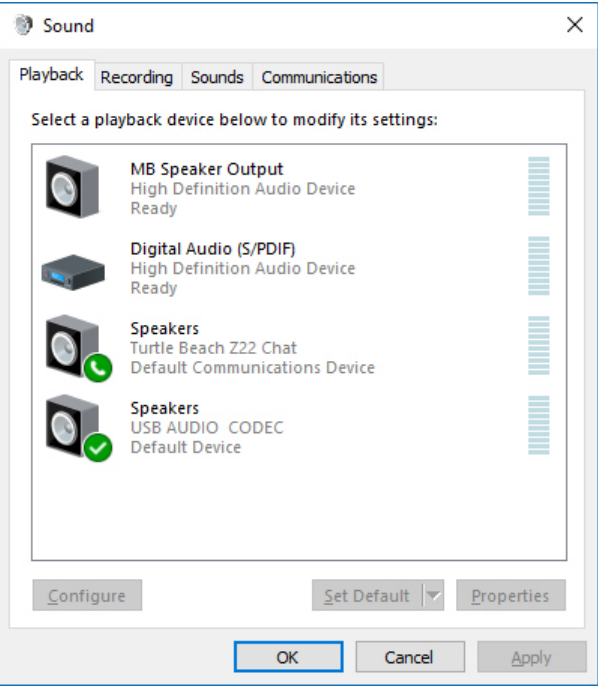 Sound
Playback Recording Sounds Communications
Select a playback device below to modify its settings:
MB Speaker Output
High Definition Audio Device
Ready
Digital Audio (S/PDIF)
High Definition Audio Device
Ready
Speakers
Turtle Beach Z22 Chat
Default Communications Device
Speakers
USB AUDIO  CODEC
Default Device
Configure Set Default Properties
OK Cancel Apply